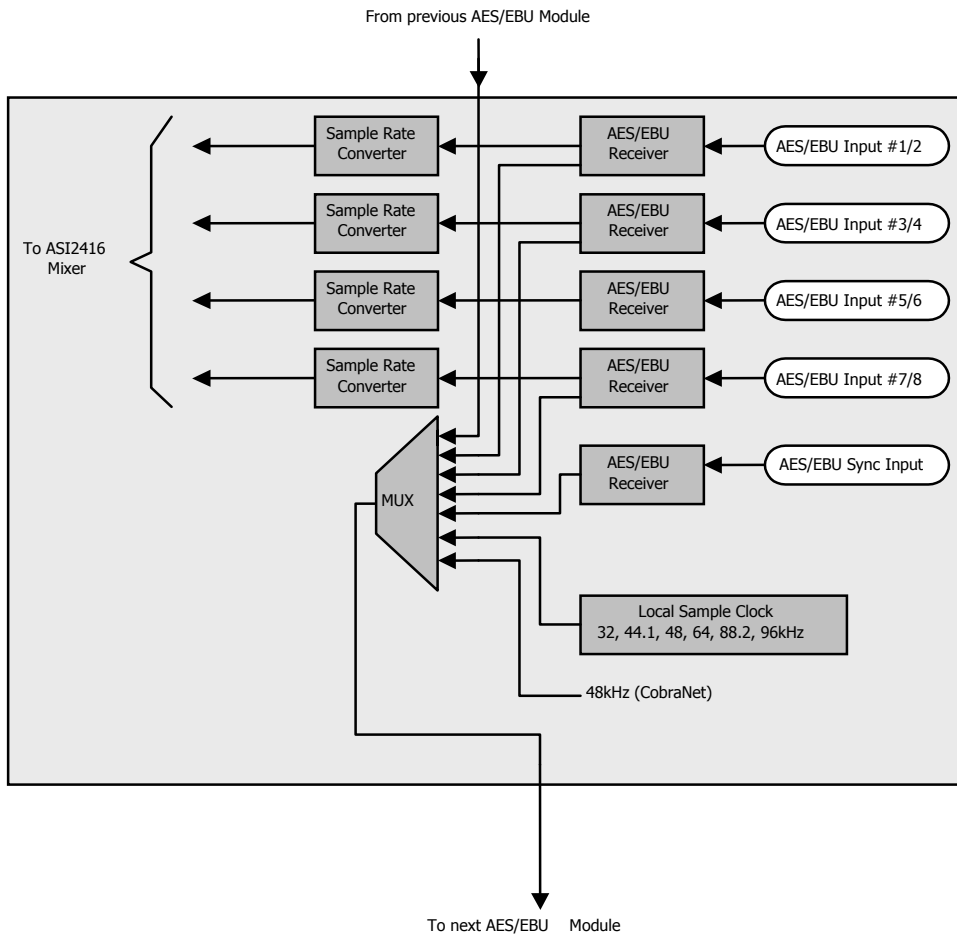 From previous AES/EBU Module
Sample Rate
Converter
AES/EBU
Receiver
AES/EBU Input #1/2
Sample Rate
Converter
AES/EBU
Receiver
AES/EBU Input #3/4
To ASI2416
Mixer
Sample Rate
Converter
AES/EBU
Receiver
AES/EBU Input #5/6
Sample Rate
Converter
AES/EBU
Receiver
AES/EBU Input #7/8
MUX
AES/EBU
Receiver
AES/EBU Sync Input
Local Sample Clock
32, 44.1, 48, 64, 88.2, 96kHz
48kHz (CobraNet)
To next AES/EBU Module